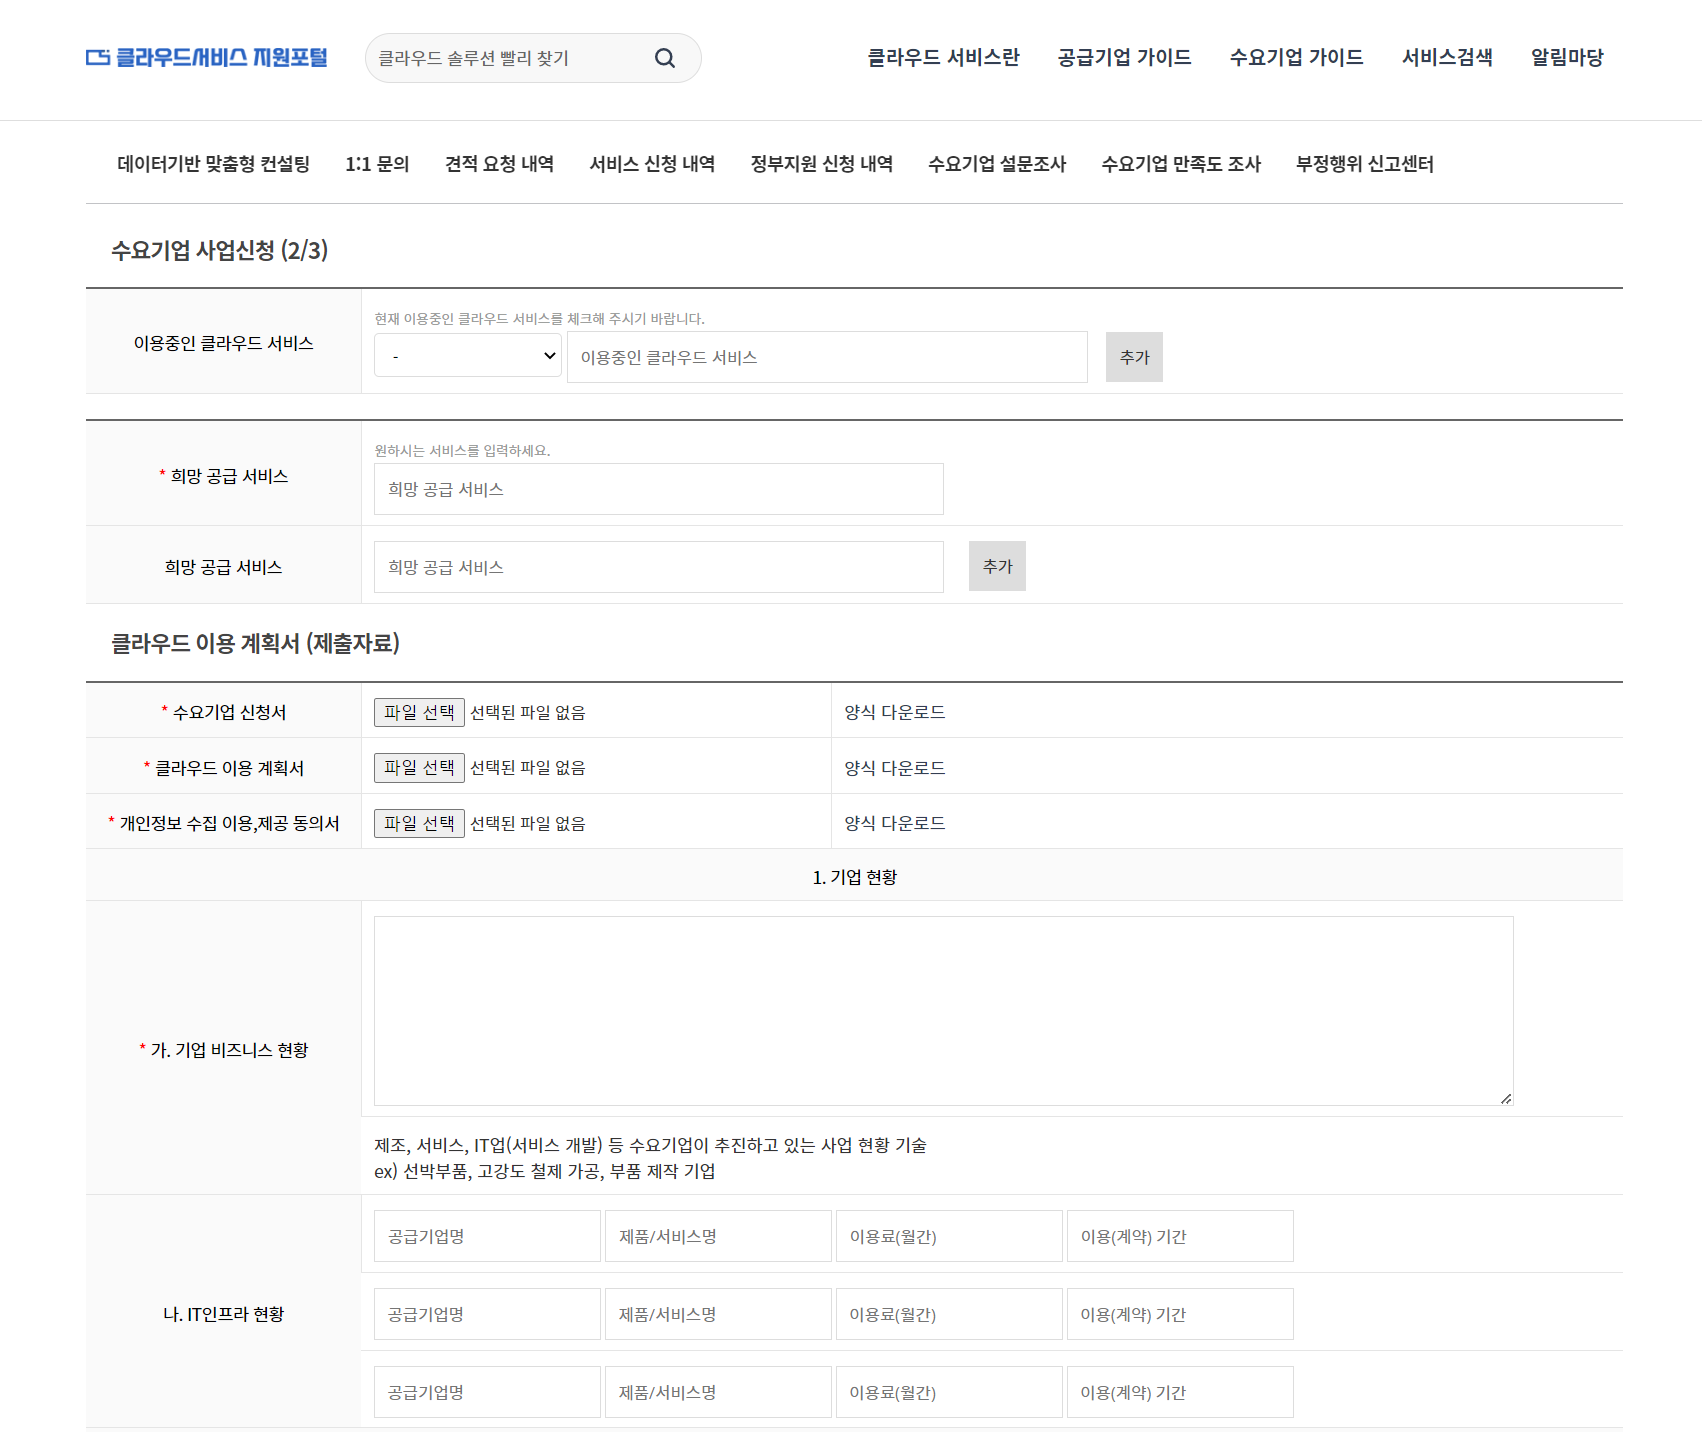 클라우드서비스 지원포털
클라우드 솔루션 빨리 찾기
클라우드 서비스란 공급기업 가이드 수요기업 가이드 서비스검색 알림마당
데이터기반 맞춤형 컨설팅 1:1 문의 견적 요청 내역 서비스 신청 내역 정부지원 신청 내역 수요기업 설문조사 수요기업 만족도 조사 부정행위 신고센터
수요기업 사업신청 (2/3)
현재 이용중인 클라우드 서비스를 체크해 주시기 바랍니다.
이용중인 클라우드 서비스 - 이용중인 클라우드 서비스 추가
원하시는 서비스를 입력하세요.
* 희망 공급 서비스 희망 공급 서비스
희망 공급 서비스 희망 공급 서비스 추가
클라우드 이용 계획서 (제출자료)
* 수요기업 신청서 파일 선택 선택된 파일 없음 양식 다운로드
* 클라우드 이용 계획서 파일 선택 선택된 파일 없음 양식 다운로드
* 개인정보 수집 이용,제공 동의서 파일 선택 선택된 파일 없음 양식 다운로드
1. 기업 현황
* 가. 기업 비즈니스 현황
제조, 서비스, IT업(서비스 개발) 등 수요기업이 추진하고 있는 사업 현황 기술
ex) 선박부품, 고강도 철제 가공, 부품 제작 기업
공급기업명 제품/서비스명 이용료(월간) 이용(계약) 기간
나. IT인프라 현황 공급기업명 제품/서비스명 이용료(월간) 이용(계약) 기간
공급기업명 제품/서비스명 이용료(월간) 이용(계약) 기간